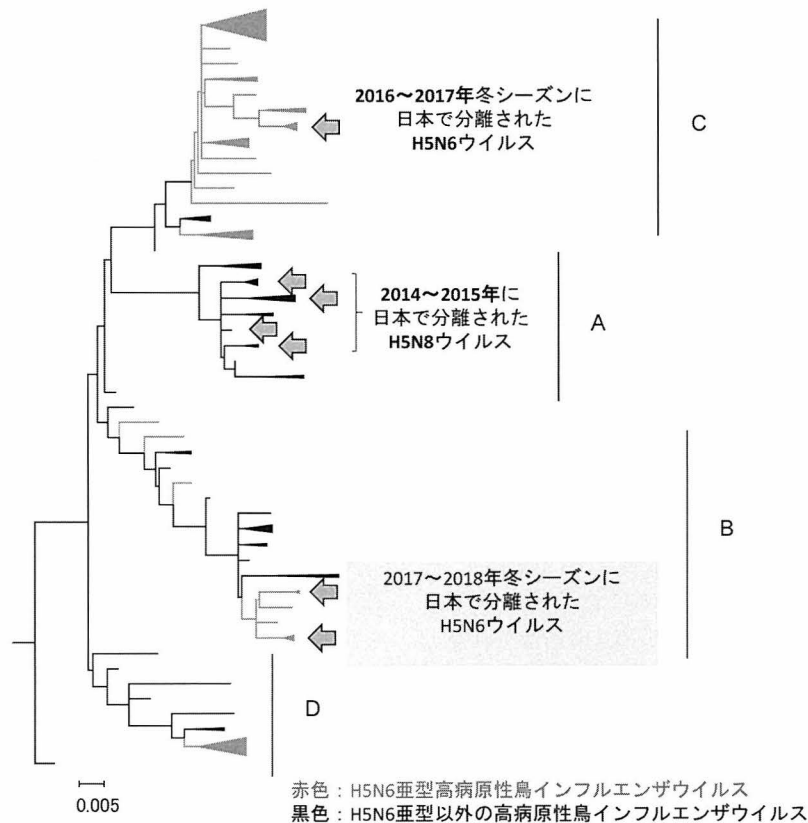 2016～2017年冬シーズンに
日本で分離された
H5N6ウイルス
C
2014～2015年に
日本で分離された
H5N8ウイルス
A
B
2017～2018年冬シーズンに
日本で分離された
H5N6ウイルス
D
0.005
赤色：H5N6亜型高病原性鳥インフルエンザウイルス
黒色：H5N6亜型以外の高病原性鳥インフルエンザウイルス